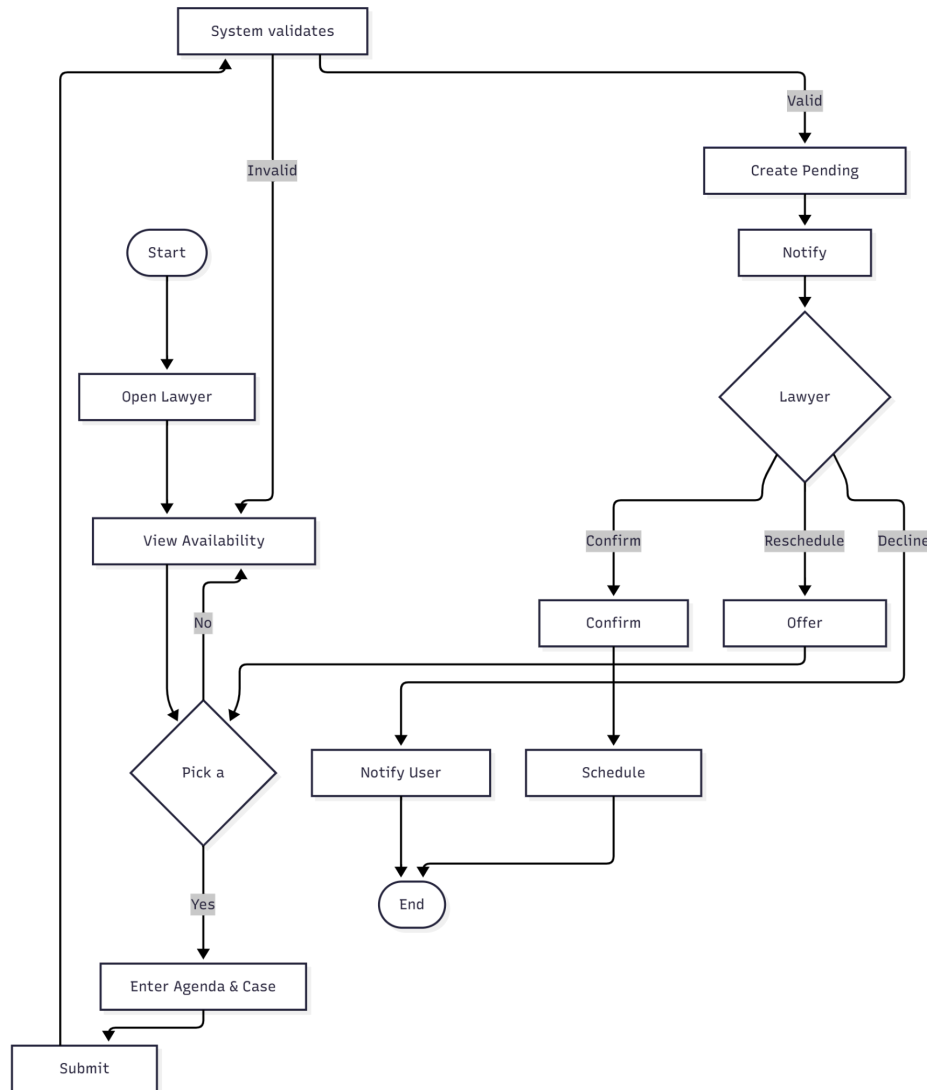 System validates
Valid
Invalid
Create Pending
Start
Notify
Open Lawyer
Lawyer
View Availability
Confirm
Reschedule
Decline
No
Confirm
Offer
Pick a
Notify User
Schedule
Yes
End
Enter Agenda & Case
Submit